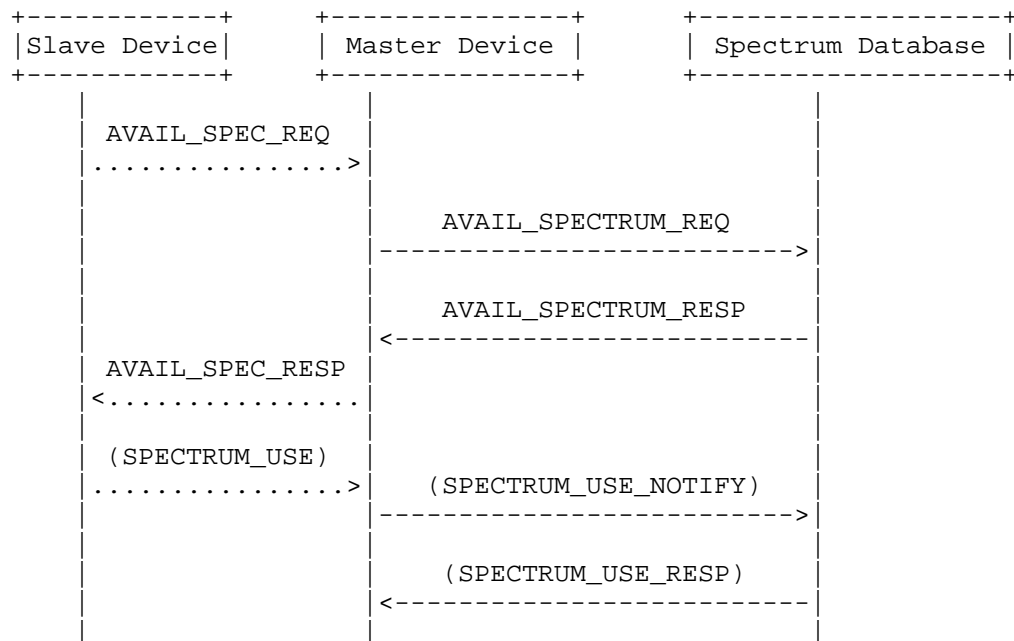 Slave Device Master Device Spectrum Database
AVAIL_SPEC_REQ
AVAIL_SPECTRUM_REQ
AVAIL_SPECTRUM_RESP
AVAIL_SPEC_RESP
(SPECTRUM_USE)
(SPECTRUM_USE_NOTIFY)
(SPECTRUM_USE_RESP)